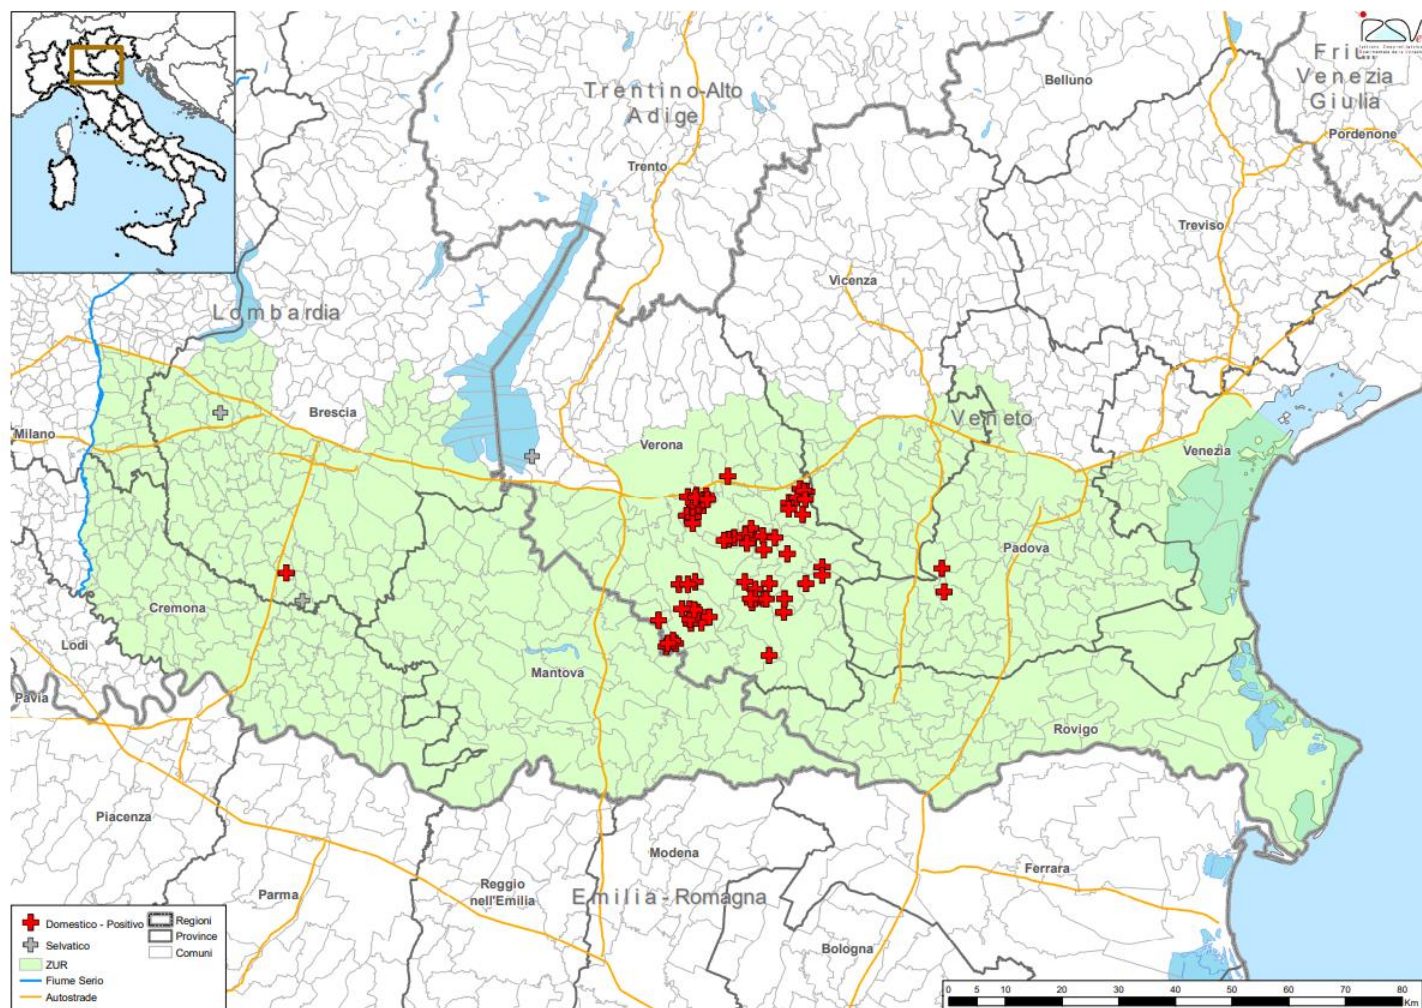 Trentino-Alto
Adige
Belluno
Friuli
Venezia
Giulia
Pordenone
Trento
Treviso
Vicenza
Lombardia
Brescia
Veneto
Milano
Verona
Venezia
Padova
Cremona
Lodi
Mantova
Pavia
Rovigo
Piacenza
Modena
Ferrara
Parma
Reggio
nell'Emilia
Emilia-Romagna
Bologna
Domestico - Positivo
Selvatico
ZUR
Fiume Serio
Autostrade
Regioni
Province
Comuni
0 5 10 20 30 40 50 60 70 80
Km